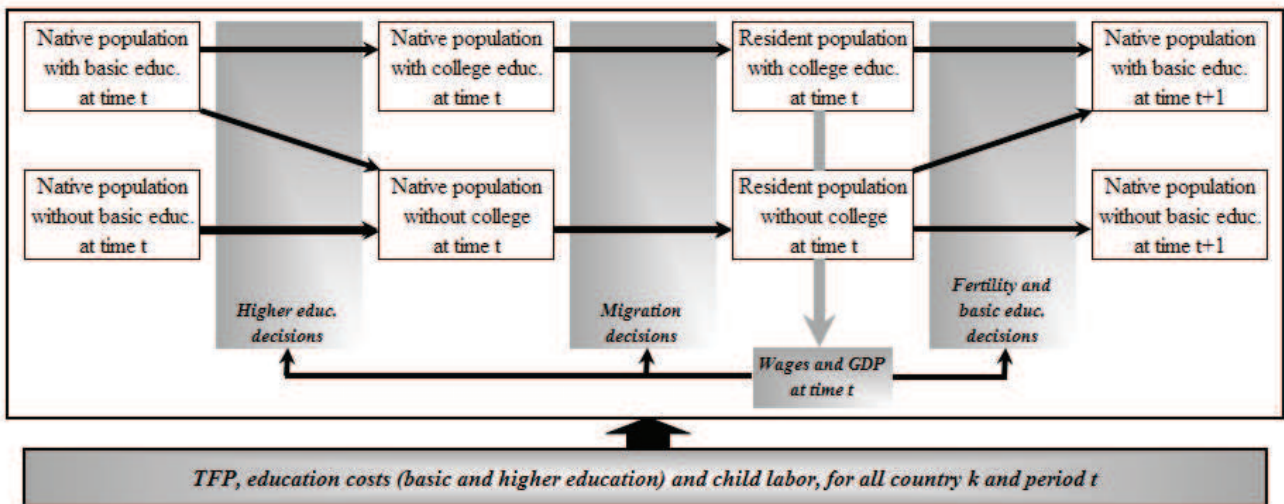 Native population
with basic educ.
at time t
Native population
with college educ.
at time t
Resident population
with college educ.
at time t
Native population
with basic educ.
at time t+1
Native population
without basic educ.
at time t
Native population
without college
at time t
Resident population
without college
at time t
Native population
without basic educ.
at time t+1
Higher educ.
decisions
Migration
decisions
Fertility and
basic educ.
decisions
Wages and GDP
at time t
TFP, education costs (basic and higher education) and child labor, for all country k and period t